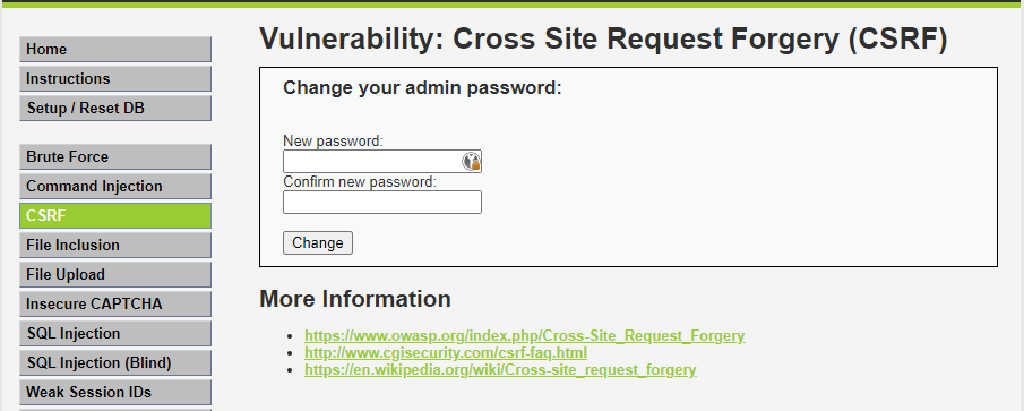 Home
Instructions
Setup / Reset DB
Brute Force
Command Injection
CSRF
File Inclusion
File Upload
Insecure CAPTCHA
SQL Injection
SQL Injection (Blind)
Weak Session IDs
Vulnerability: Cross Site Request Forgery (CSRF)
Change your admin password:
New password:
Confirm new password:
Change
More Information
https://www.owasp.org/index.php/Cross-Site_Request_Forgery
http://www.cgisecurity.com/csrf-faq.html
https://en.wikipedia.org/wiki/Cross-site_request_forgery